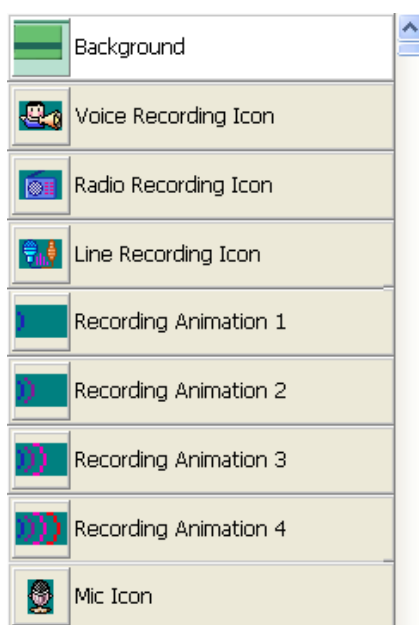 Background
Voice Recording Icon
Radio Recording Icon
Line Recording Icon
Recording Animation 1
Recording Animation 2
Recording Animation 3
Recording Animation 4
Mic Icon